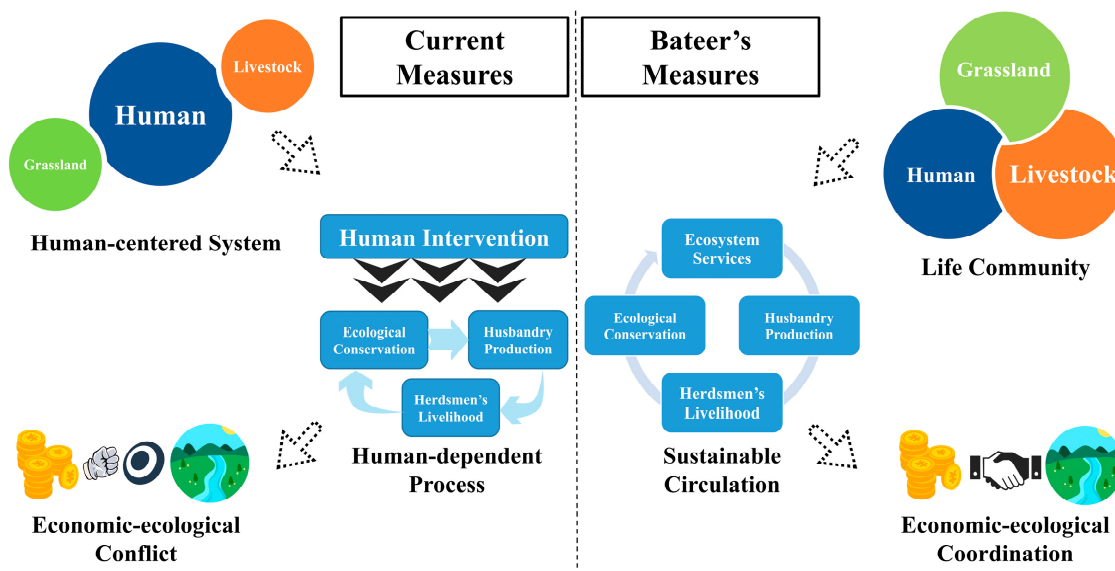 Current
Measures
Human
Livestock
Grassland
Human-centered System
Human Intervention
Ecological
Conservation
Husbandry
Production
Herdsmen's
Livelihood
Human-dependent
Process
Economic-ecological
Conflict
Bateer's
Measures
Grassland
Human
Livestock
Life Community
Ecosystem
Services
Ecological
Conservation
Husbandry
Production
Herdsmen's
Livelihood
Sustainable
Circulation
Economic-ecological
Coordination